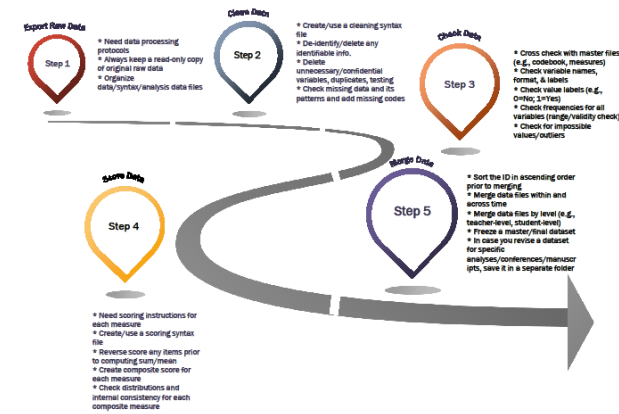 Export Raw Data
Step 1
* Need data processing
protocols
* Always keep a read-only copy
of original raw data
* Organize
data/syntax/analysis data files
Clean Data
Step 2
* Create/use a cleaning syntax
file
* De-identify/delete any
identifiable info.
* Delete
unnecessary/confidential
variables, duplicates, testing
* Check missing data and its
patterns and add missing codes
Check Data
Step 3
* Cross check with master files
(e.g., codebook, measures)
* Check variable names,
format, & labels
* Check value labels (e.g.,
0=No; 1=Yes)
* Check frequencies for all
variables (range/validity check)
* Check for impossible
values/outliers
Score Data
Step 4
* Need scoring instructions for
each measure
* Create/use a scoring syntax
file
* Reverse score any items prior
to computing sum/mean
* Create composite score for
each measure
* Check distributions and
internal consistency for each
composite measure
Merge Data
Step 5
* Sort the ID in ascending order
prior to merging
* Merge data files within and
across time
* Merge data files by level (e.g.,
teacher-level, student-level)
* Freeze a master/final dataset
* In case you revise a dataset
for specific
analyses/conferences/manuscr
ipts, save it in a separate folder